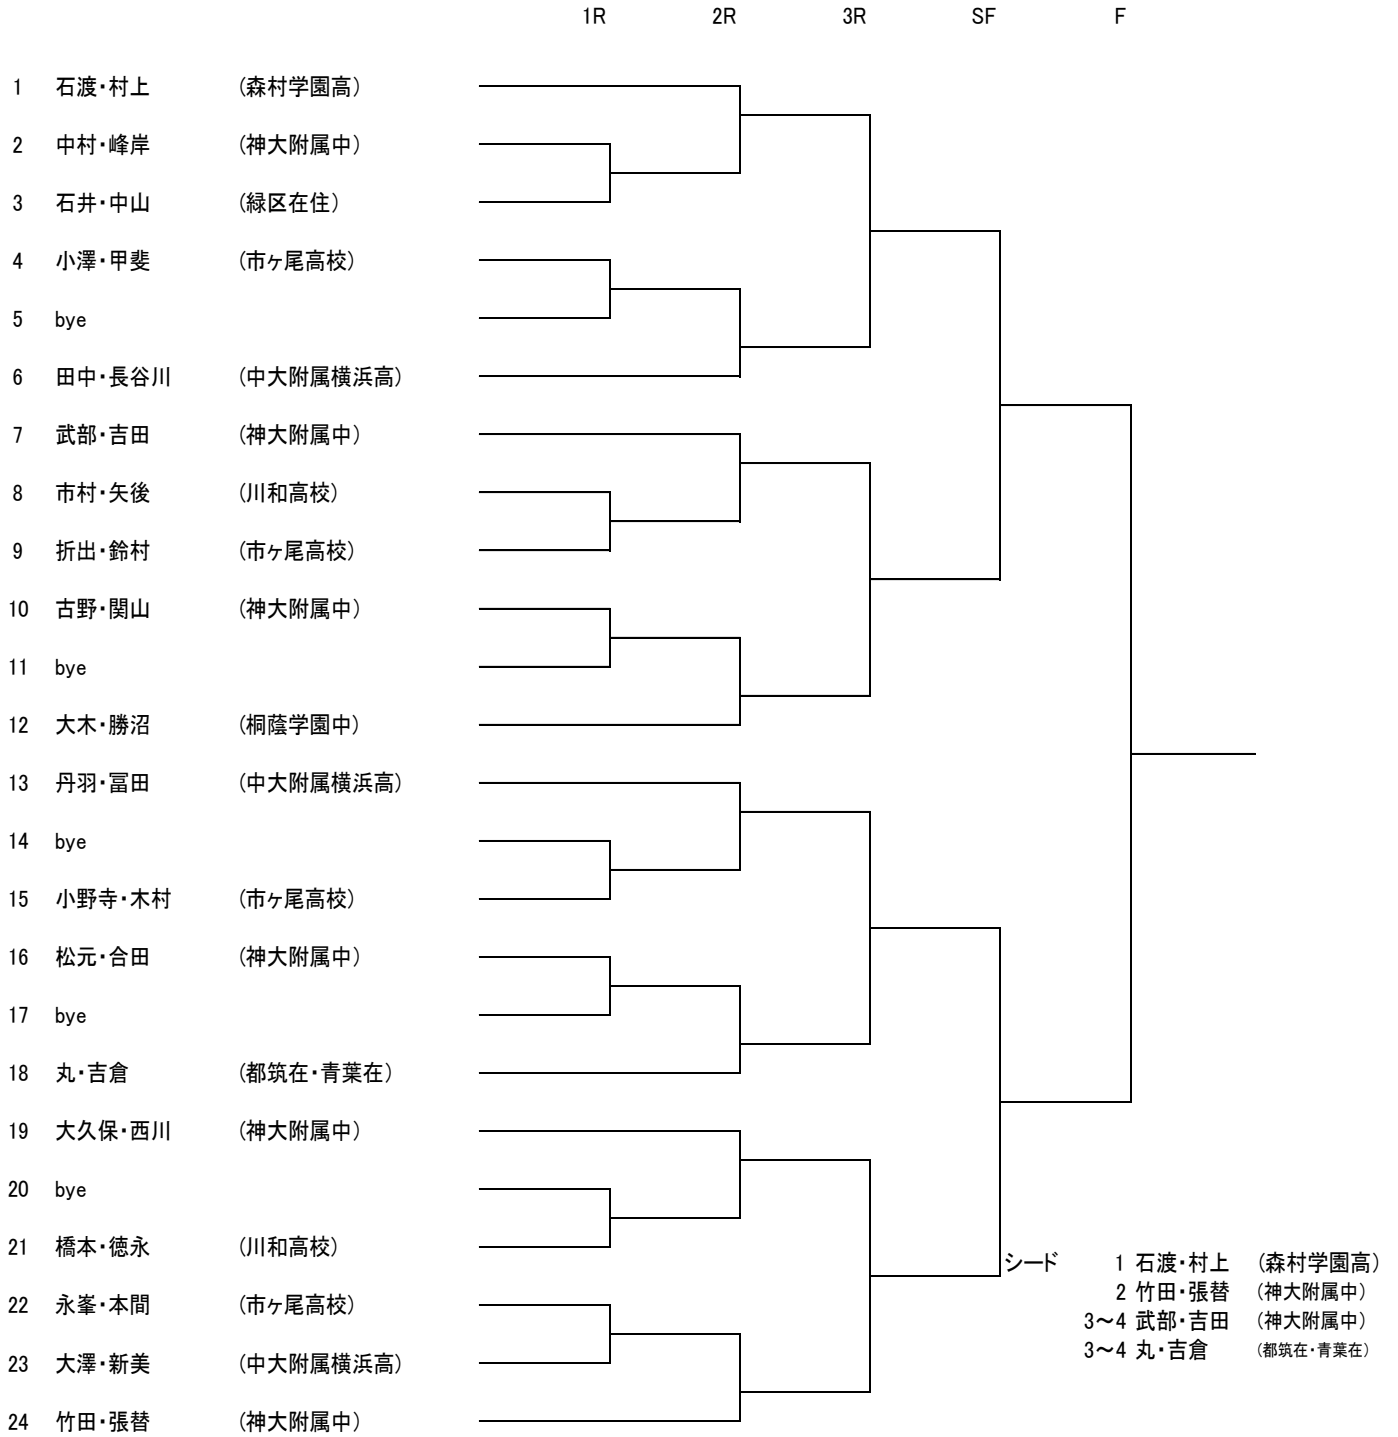 1R 2R 3R SF F
1 石渡・村上 (森村学園高)
2 中村・峰岸 (神大附属中)
3 石井・中山 (緑区在住)
4 小澤・甲斐 (市ヶ尾高校)
5 bye
6 田中・長谷川 (中大附属横浜高)
7 武部・吉田 (神大附属中)
8 市村・矢後 (川和高校)
9 折出・鈴村 (市ヶ尾高校)
10 古野・関山 (神大附属中)
11 bye
12 大木・勝沼 (桐蔭学園中)
13 丹羽・冨田 (中大附属横浜高)
14 bye
15 小野寺・木村 (市ヶ尾高校)
16 松元・合田 (神大附属中)
17 bye
18 丸・吉倉 (都筑在・青葉在)
19 大久保・西川 (神大附属中)
20 bye
21 橋本・徳永 (川和高校)
22 永峯・本間 (市ヶ尾高校)
23 大澤・新美 (中大附属横浜高)
24 竹田・張替 (神大附属中)
シード 1 石渡・村上 (森村学園高)
2 竹田・張替 (神大附属中)
3～4 武部・吉田 (神大附属中)
3～4 丸・吉倉 (都筑在・青葉在)